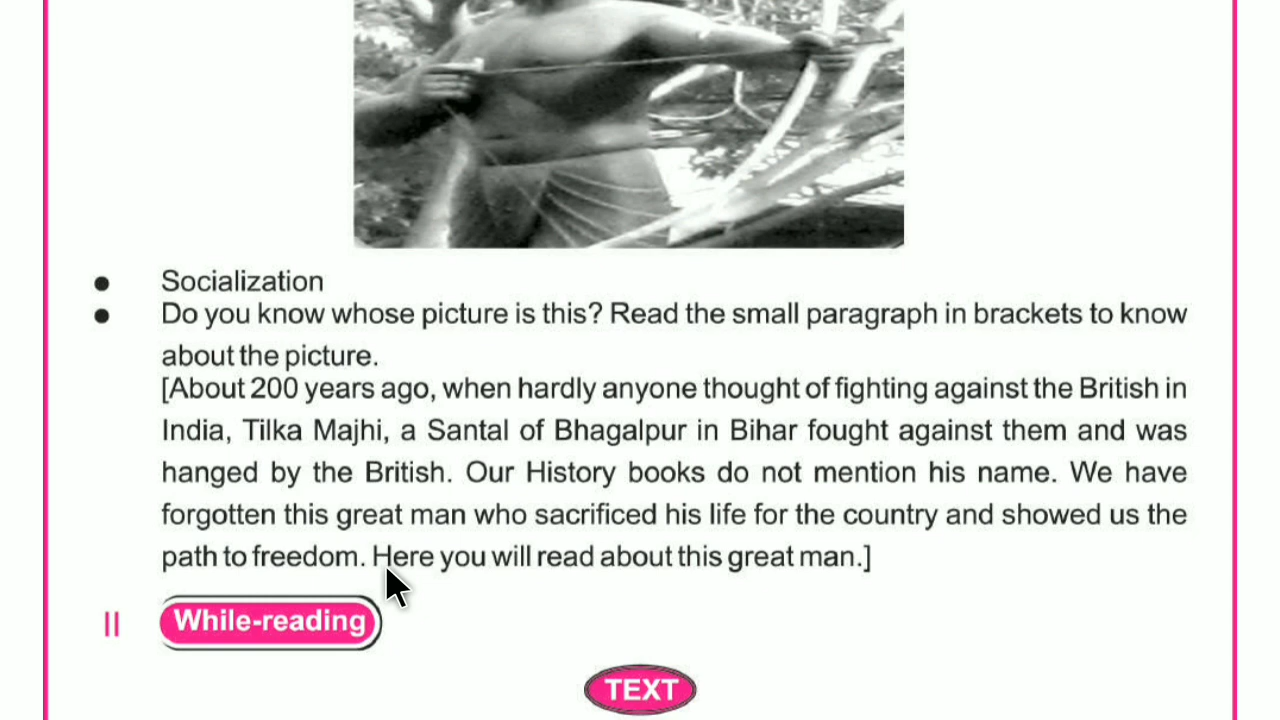 ● Socialization
● Do you know whose picture is this? Read the small paragraph in brackets to know
about the picture.
[About 200 years ago, when hardly anyone thought of fighting against the British in
India, Tilka Majhi, a Santal of Bhagalpur in Bihar fought against them and was
hanged by the British. Our History books do not mention his name. We have
forgotten this great man who sacrificed his life for the country and showed us the
path to freedom. Here you will read about this great man.]
II While-reading
TEXT